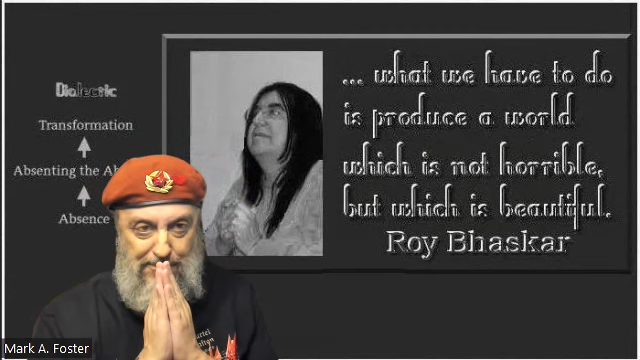 Dialectic
Transformation
Absenting the
Absence
... what we have to do
is produce a world
which is not horrible,
but which is beautiful.
Roy Bhaskar
Mark A. Foster